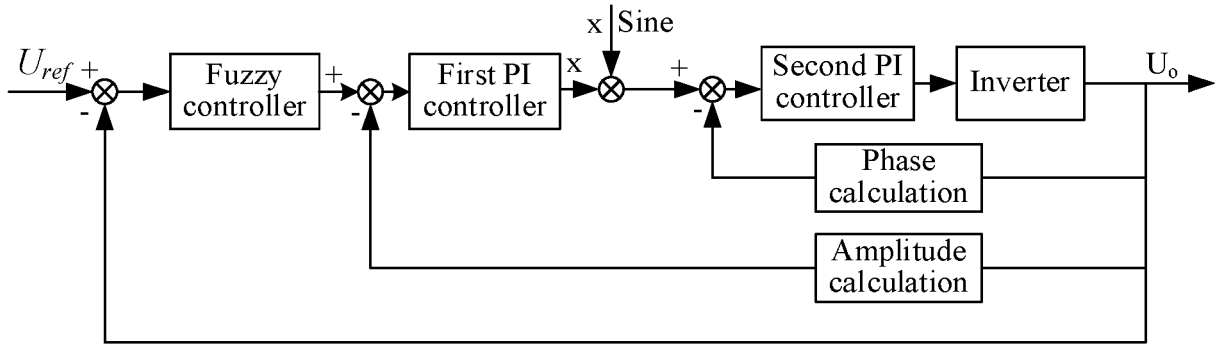 x Sine
U_ref +
Fuzzy
controller
+
First PI
controller
x
+
Second PI
controller
Inverter
U_o
-
-
-
Phase
calculation
Amplitude
calculation